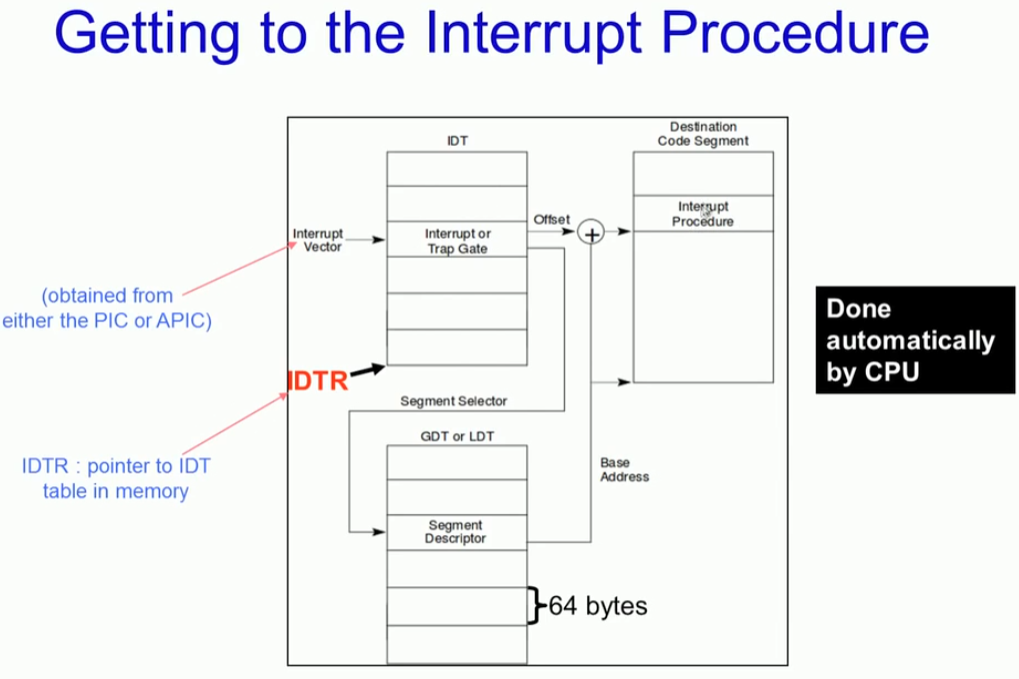 Getting to the Interrupt Procedure
IDT
Destination
Code Segment
Interrupt
Vector
Interrupt or
Trap Gate
Offset
+
Interrupt
Procedure
(obtained from
either the PIC or APIC)
Done
automatically
by CPU
IDTR
Segment Selector
GDT or LDT
IDTR : pointer to IDT
table in memory
Base
Address
Segment
Descriptor
64 bytes